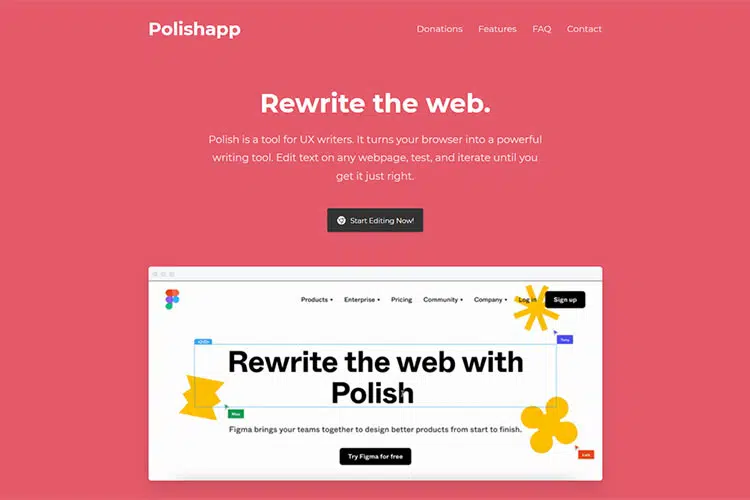 Polishapp
Donations Features FAQ Contact
Rewrite the web.
Polish is a tool for UX writers. It turns your browser into a powerful
writing tool. Edit text on any webpage, test, and iterate until you
get it just right.
Start Editing Now!
Products Enterprise Pricing Community Company Log in Sign up
Rewrite the web with
Polish
Figma brings your teams together to design better products from start to finish.
Try Figma for free